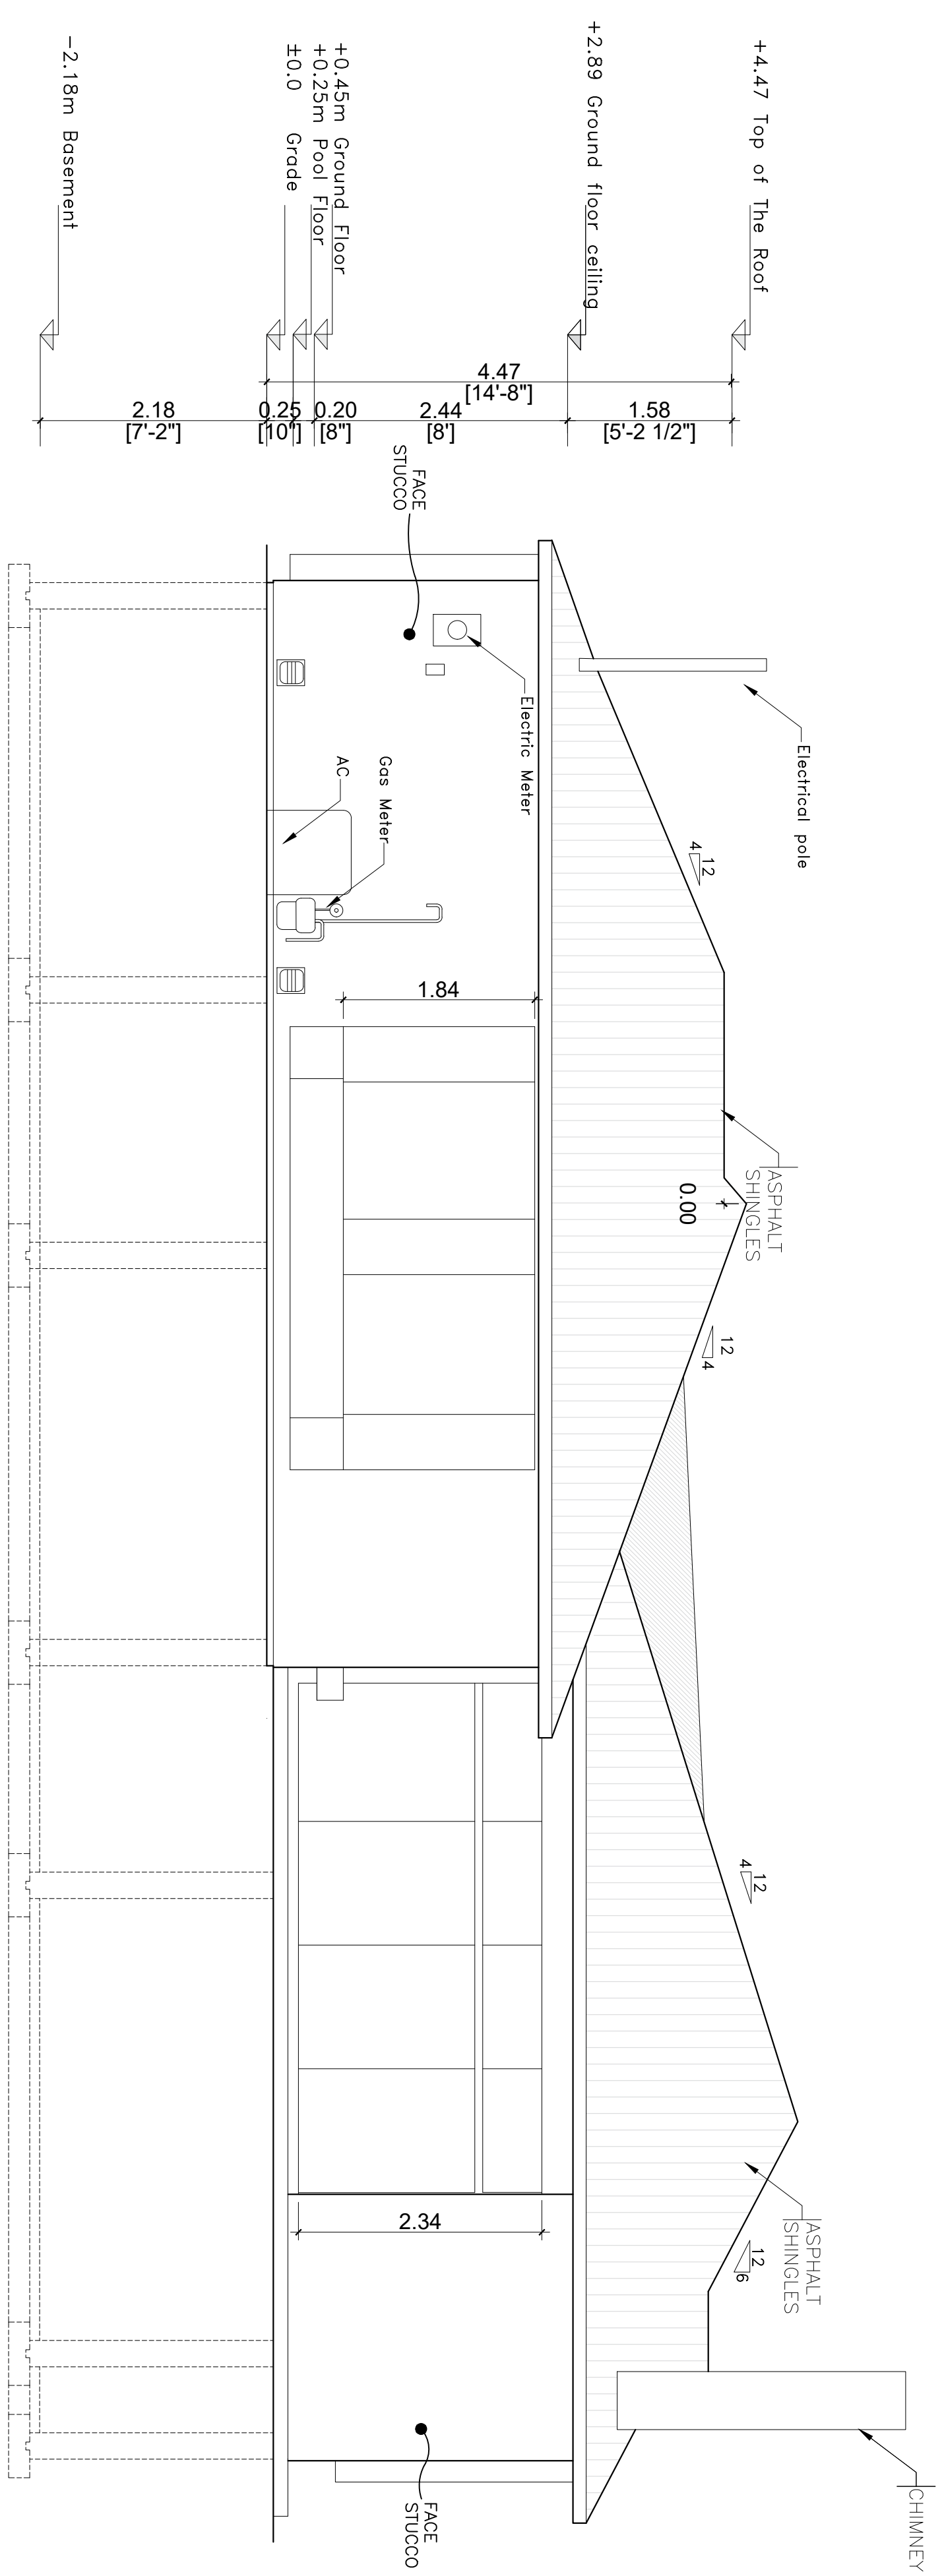 +4.47 Top of The Roof
+2.89 Ground floor ceiling
+0.45m Ground Floor
+0.25m Pool Floor
±0.0 Grade
-2.18m Basement
4.47
[14'-8"]
1.58
[5'-2 1/2"]
2.44
[8']
0.20
[8"]
0.25
[10"]
2.18
[7'-2"]
FACE
STUCCO
Electric Meter
Electrical pole
Gas Meter
AC
12
4
1.84
ASPHALT
SHINGLES
0.00
12
4
12
4
ASPHALT
SHINGLES
12
6
2.34
CHIMNEY
FACE
STUCCO